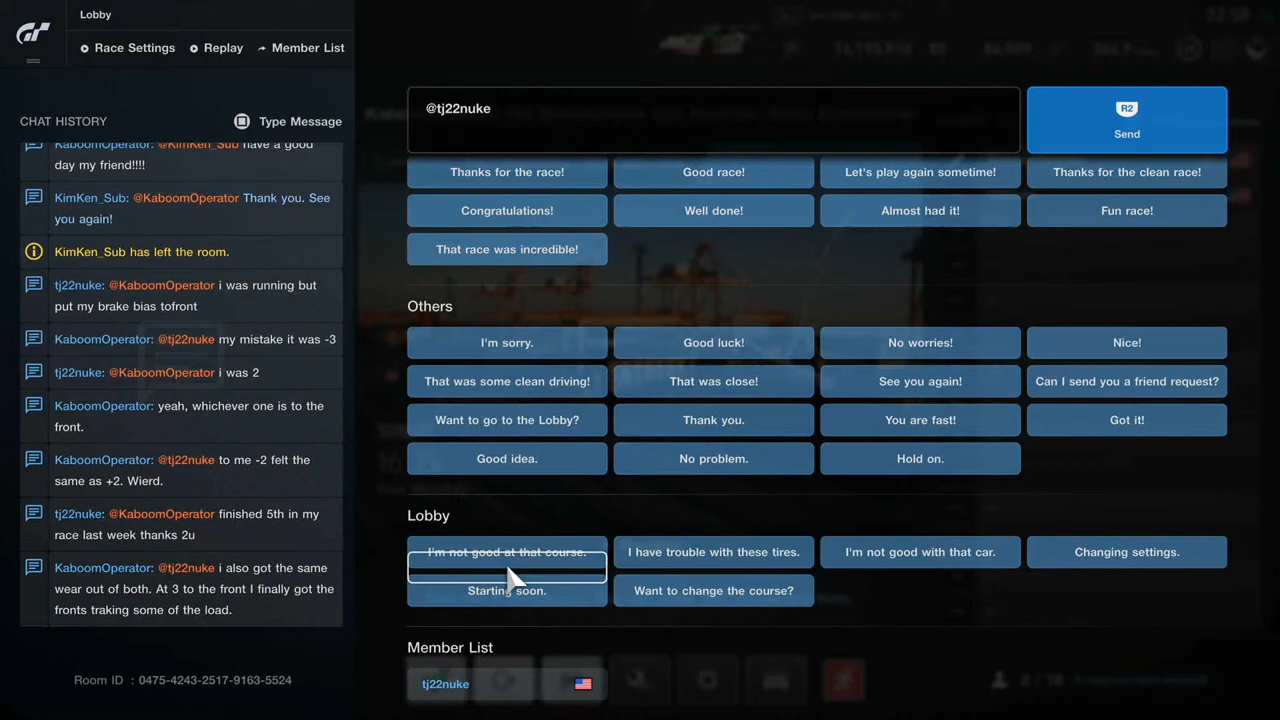 Lobby
Race Settings
Replay
Member List
CHAT HISTORY
Type Message
KaboomOperator: @KimKen_Sub have a good
day my friend!!!!
KimKen_Sub: @KaboomOperator Thank you. See
you again!
KimKen_Sub has left the room.
tj22nuke: @KaboomOperator i was running but
put my brake bias tofront
KaboomOperator: @tj22nuke my mistake it was -3
tj22nuke: @KaboomOperator i was 2
KaboomOperator: yeah, whichever one is to the
front.
KaboomOperator: @tj22nuke to me -2 felt the
same as +2. Wierd.
tj22nuke: @KaboomOperator finished 5th in my
race last week thanks 2u
KaboomOperator: @tj22nuke i also got the same
wear out of both. At 3 to the front I finally got the
fronts traking some of the load.
Room ID : 0475-4243-2517-9163-5524
@tj22nuke
R2
Send
Thanks for the race!
Good race!
Let's play again sometime!
Thanks for the clean race!
Congratulations!
Well done!
Almost had it!
Fun race!
That race was incredible!
Others
I'm sorry.
Good luck!
No worries!
Nice!
That was some clean driving!
That was close!
See you again!
Can I send you a friend request?
Want to go to the Lobby?
Thank you.
You are fast!
Got it!
Good idea.
No problem.
Hold on.
Lobby
I'm not good at that course.
I have trouble with these tires.
I'm not good with that car.
Changing settings.
Starting soon.
Want to change the course?
Member List
tj22nuke